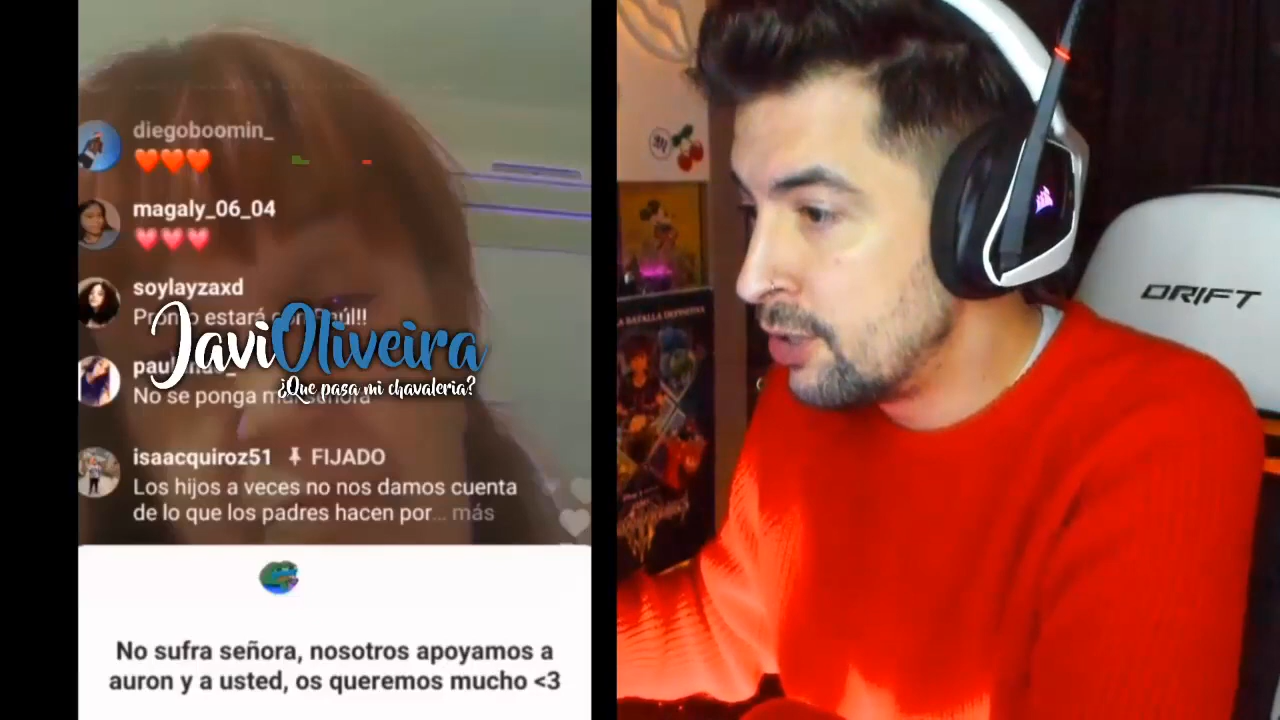 diegoboomin_
magaly_06_04
soylayzaxd
JaviOliveira
¿Que pasa mi chavaleria?
No se ponga
isaacquiroz51 FIJADO
Los hijos a veces no nos damos cuenta
de lo que los padres hacen por... más
No sufra señora, nosotros apoyamos a
auron y a usted, os queremos mucho <3
DRIFT
BATALLA DEFINITIVA